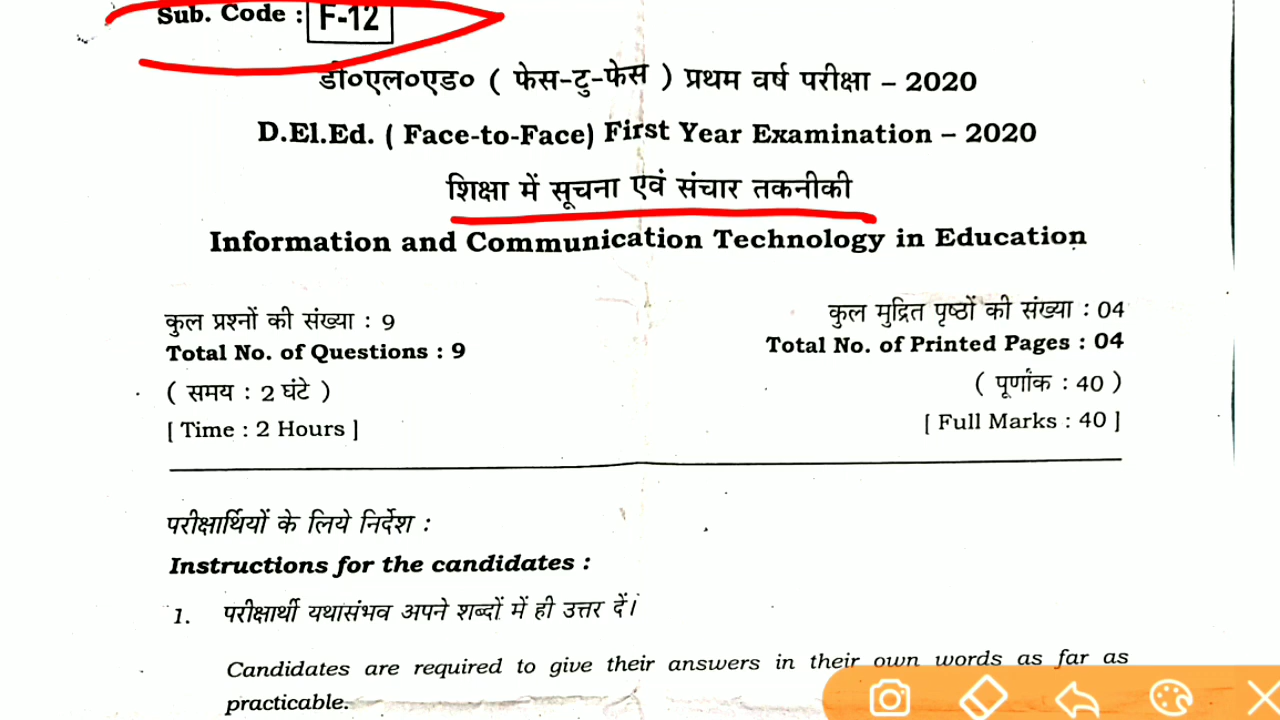 Sub. Code : F-12
डी०एल०एड० ( फेस-टु-फेस ) प्रथम वर्ष परीक्षा – 2020
D.El.Ed. ( Face-to-Face) First Year Examination – 2020
शिक्षा में सूचना एवं संचार तकनीकी
Information and Communication Technology in Education
कुल प्रश्नों की संख्या : 9
कुल मुद्रित पृष्ठों की संख्या : 04
Total No. of Questions : 9
Total No. of Printed Pages : 04
( समय : 2 घंटे )
( पूर्णांक : 40 )
[ Time : 2 Hours ]
[ Full Marks : 40 ]
परीक्षार्थियों के लिये निर्देश :
Instructions for the candidates :
1. परीक्षार्थी यथासंभव अपने शब्दों में ही उत्तर दें।
Candidates are required to give their answers in their own words as far as
practicable.